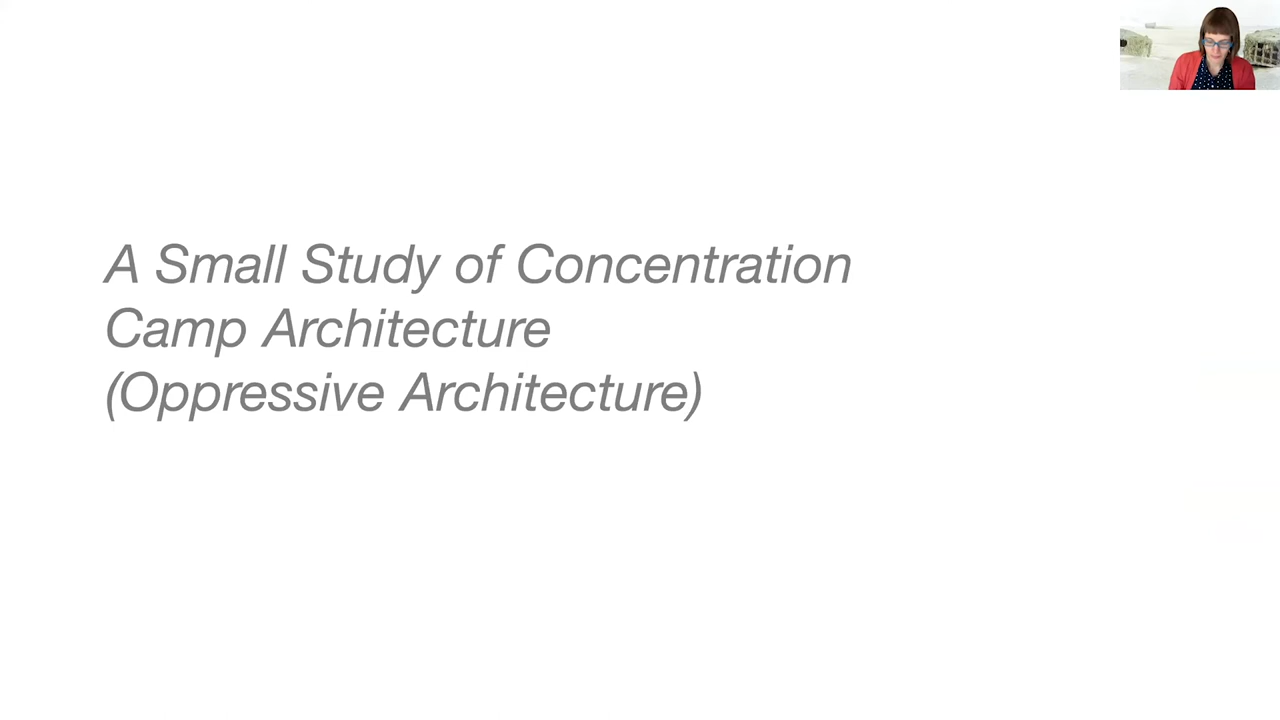 A Small Study of Concentration
Camp Architecture
(Oppressive Architecture)